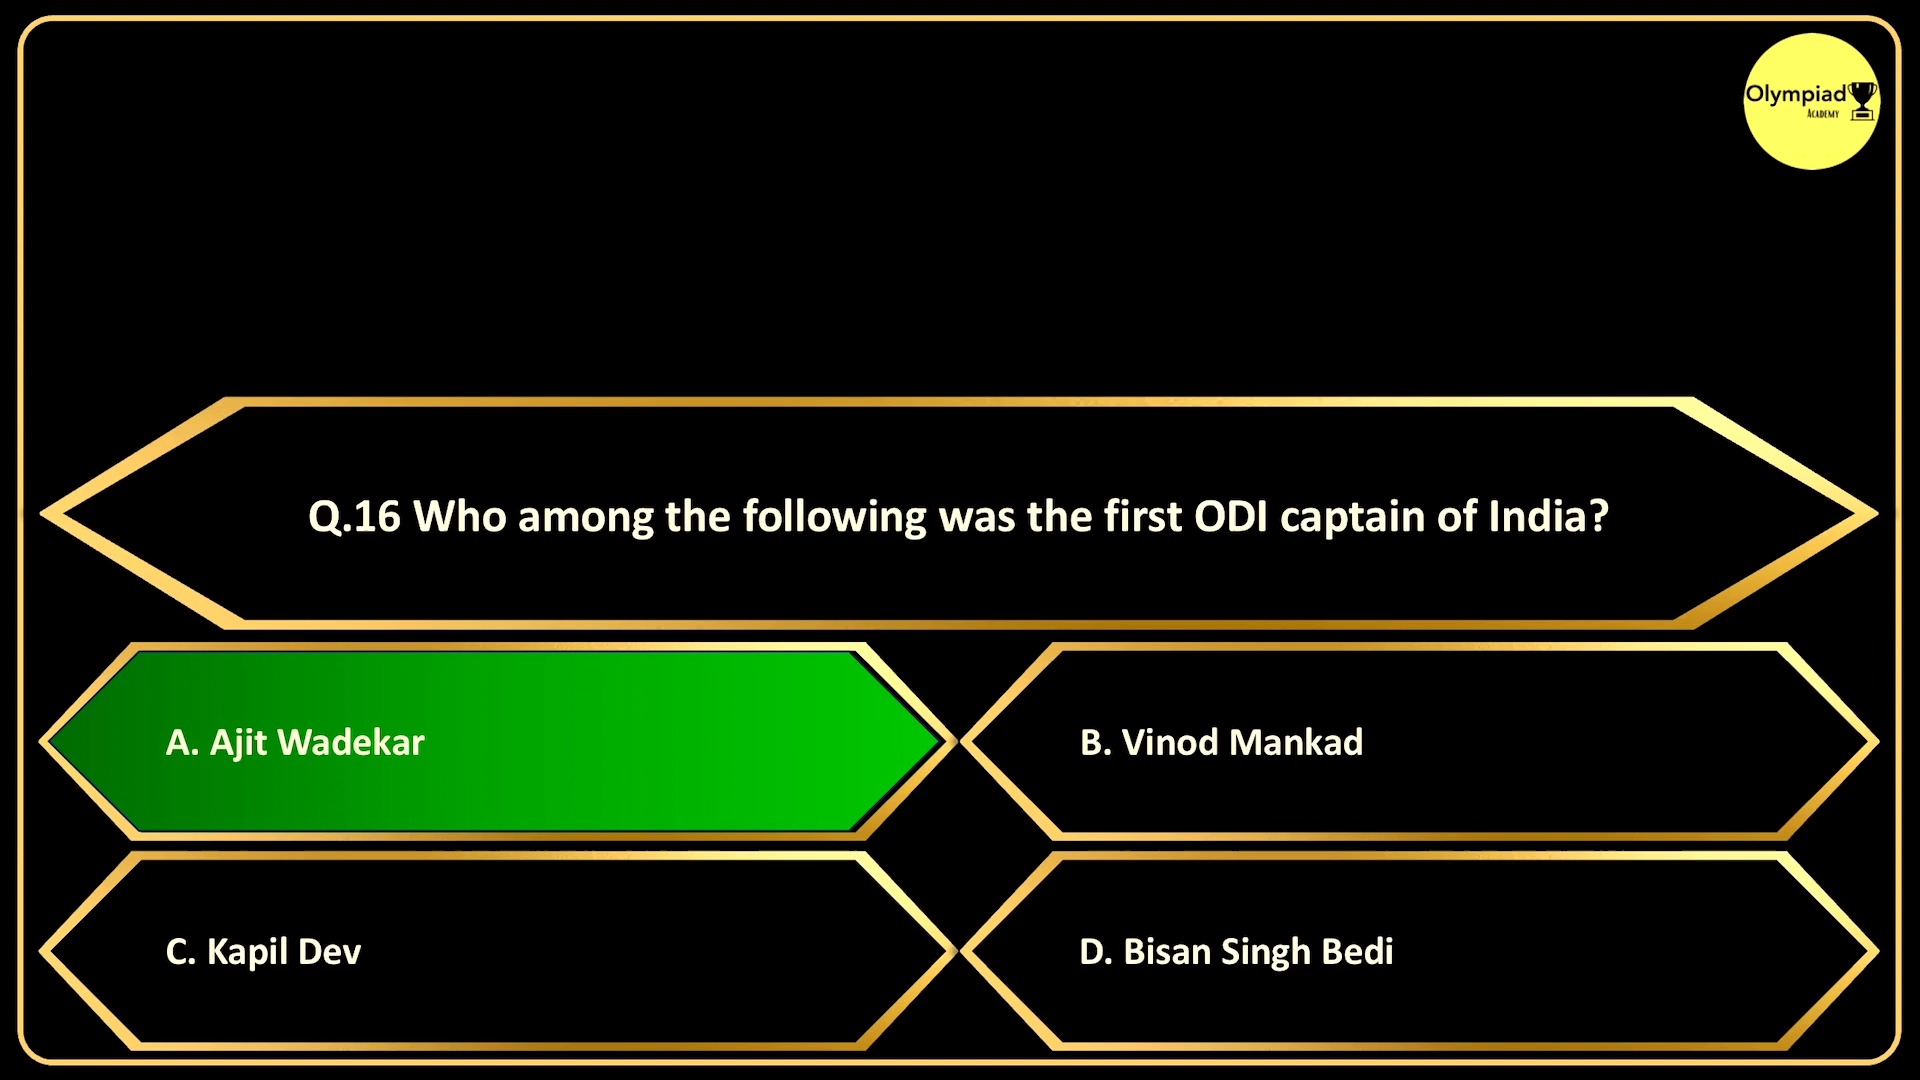 Olympiad
Academy
Q.16 Who among the following was the first ODI captain of India?
A. Ajit Wadekar
B. Vinod Mankad
C. Kapil Dev
D. Bisan Singh Bedi